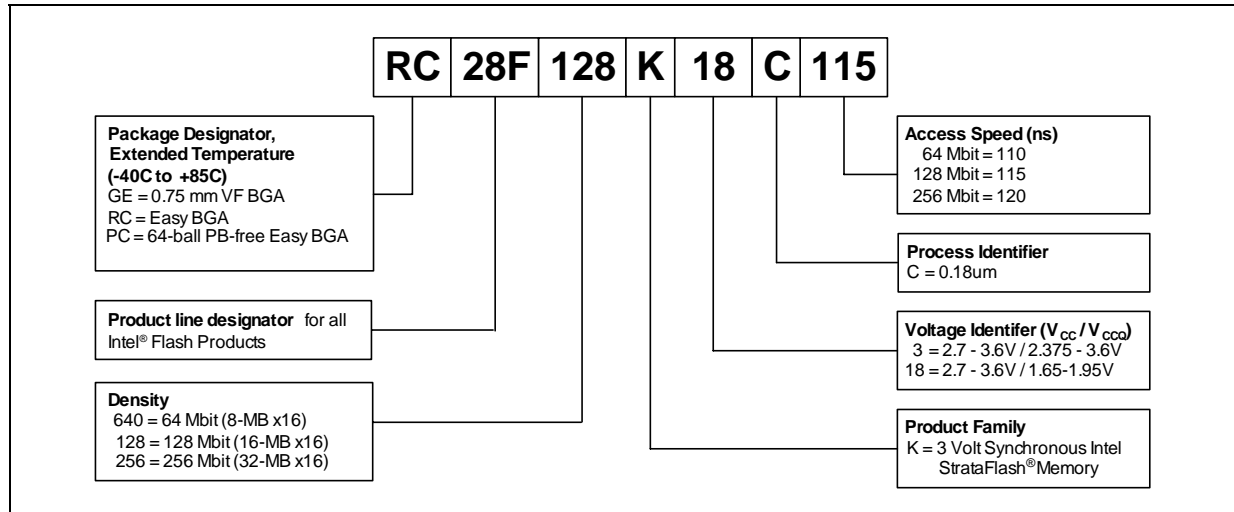 RC 28F 128 K 18 C 115
Package Designator,
Extended Temperature
(-40C to +85C)
GE = 0.75 mm VF BGA
RC = Easy BGA
PC = 64-ball PB-free Easy BGA
Product line designator for all
Intel® Flash Products
Density
640 = 64 Mbit (8-MB x16)
128 = 128 Mbit (16-MB x16)
256 = 256 Mbit (32-MB x16)
Access Speed (ns)
64 Mbit = 110
128 Mbit = 115
256 Mbit = 120
Process Identifier
C = 0.18um
Voltage Identifer (VCC / VCCQ)
3 = 2.7 - 3.6V / 2.375 - 3.6V
18 = 2.7 - 3.6V / 1.65-1.95V
Product Family
K = 3 Volt Synchronous Intel
StrataFlash® Memory